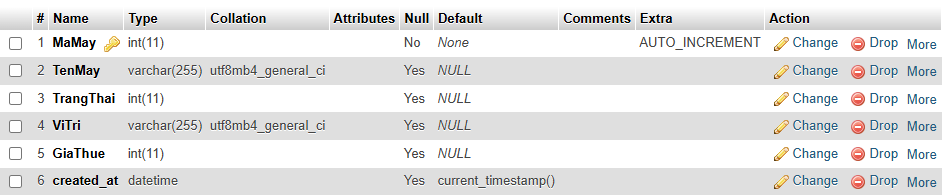 # Name Type Collation Attributes Null Default Comments Extra Action
1 MaMay int(11) No None AUTO_INCREMENT Change Drop More
2 TenMay varchar(255) utf8mb4_general_ci Yes NULL Change Drop More
3 TrangThai int(11) Yes NULL Change Drop More
4 ViTri varchar(255) utf8mb4_general_ci Yes NULL Change Drop More
5 GiaThue int(11) Yes NULL Change Drop More
6 created_at datetime Yes current_timestamp() Change Drop More